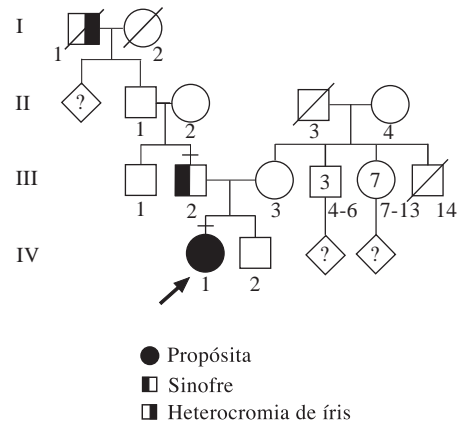 I
1 2
?
II
1 2 3 4
3 7
III
1 2 3 4-6 7-13 14
? ?
IV
1 2
Propósita
Sinofre
Heterocromia de íris